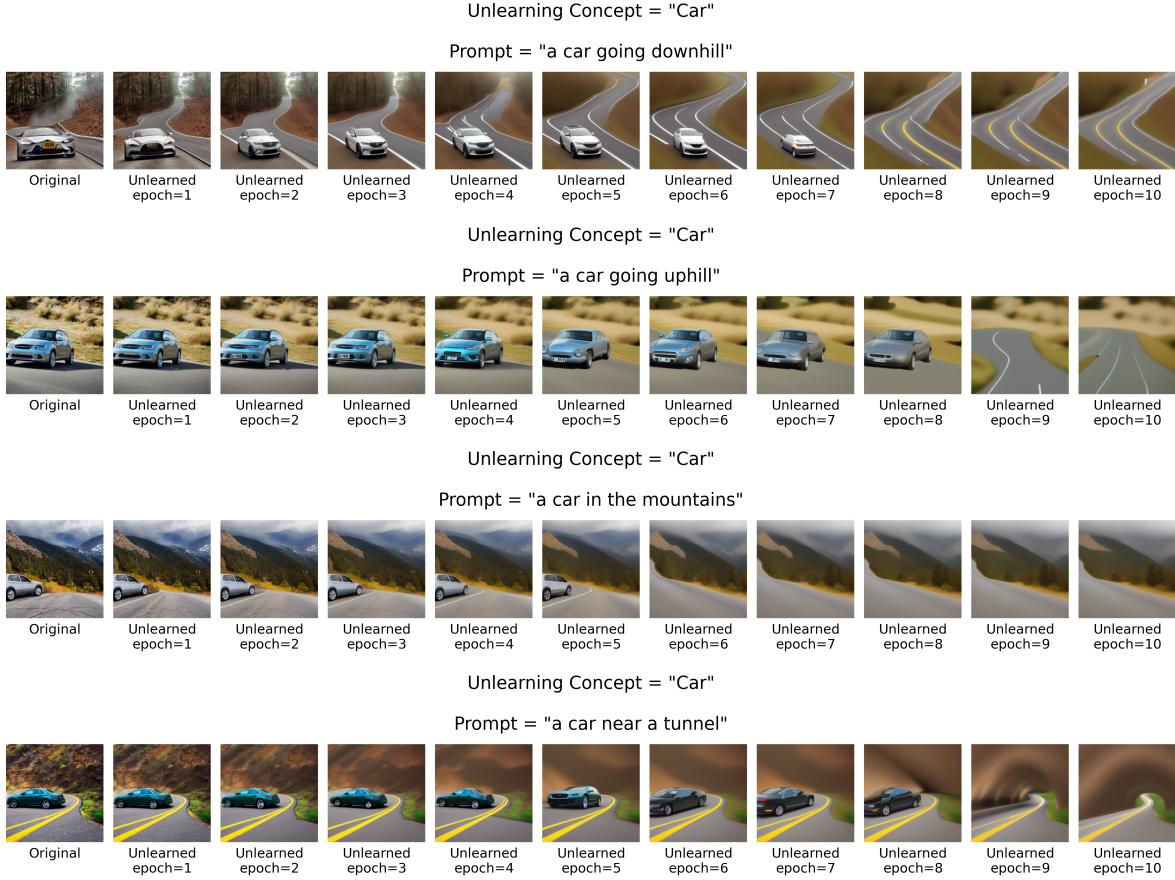 Unlearning Concept = "Car"
Prompt = "a car going downhill"
Original Unlearned Unlearned Unlearned Unlearned Unlearned Unlearned Unlearned Unlearned Unlearned Unlearned
epoch=1 epoch=2 epoch=3 epoch=4 epoch=5 epoch=6 epoch=7 epoch=8 epoch=9 epoch=10
Unlearning Concept = "Car"
Prompt = "a car going uphill"
Original Unlearned Unlearned Unlearned Unlearned Unlearned Unlearned Unlearned Unlearned Unlearned Unlearned
epoch=1 epoch=2 epoch=3 epoch=4 epoch=5 epoch=6 epoch=7 epoch=8 epoch=9 epoch=10
Unlearning Concept = "Car"
Prompt = "a car in the mountains"
Original Unlearned Unlearned Unlearned Unlearned Unlearned Unlearned Unlearned Unlearned Unlearned Unlearned
epoch=1 epoch=2 epoch=3 epoch=4 epoch=5 epoch=6 epoch=7 epoch=8 epoch=9 epoch=10
Unlearning Concept = "Car"
Prompt = "a car near a tunnel"
Original Unlearned Unlearned Unlearned Unlearned Unlearned Unlearned Unlearned Unlearned Unlearned Unlearned
epoch=1 epoch=2 epoch=3 epoch=4 epoch=5 epoch=6 epoch=7 epoch=8 epoch=9 epoch=10